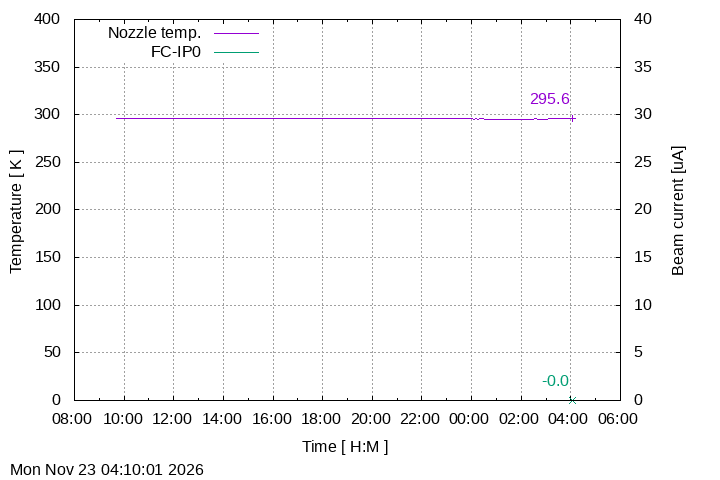 Nozzle temp.
FC-IP0
400
350
300
250
200
150
100
50
0
Temperature [ K ]
40
35
30
25
20
15
10
5
0
Beam current [uA]
295.6
-0.0
08:00 10:00 12:00 14:00 16:00 18:00 20:00 22:00 00:00 02:00 04:00 06:00
Time [ H:M ]
Mon Nov 23 04:10:01 2026